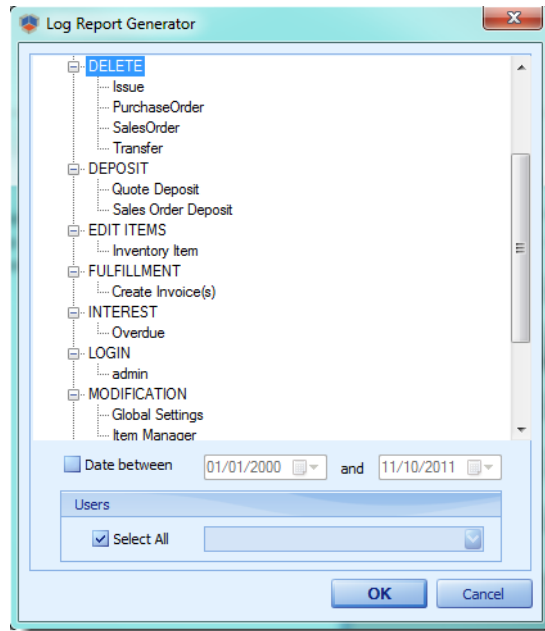 Log Report Generator
DELETE
Issue
PurchaseOrder
SalesOrder
Transfer
DEPOSIT
Quote Deposit
Sales Order Deposit
EDIT ITEMS
Inventory Item
FULFILLMENT
Create Invoice(s)
INTEREST
Overdue
LOGIN
admin
MODIFICATION
Global Settings
Item Manager
Date between 01/01/2000 and 11/10/2011
Users
Select All
OK Cancel